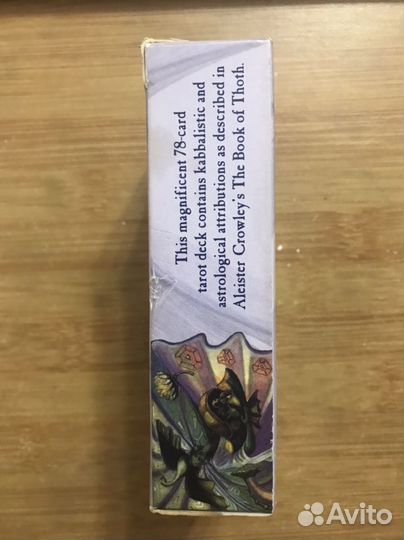 This magnificent 78-card
tarot deck contains kabbalistic and
astrological attributions as described in
Aleister Crowley's The Book of Thoth.
Avito